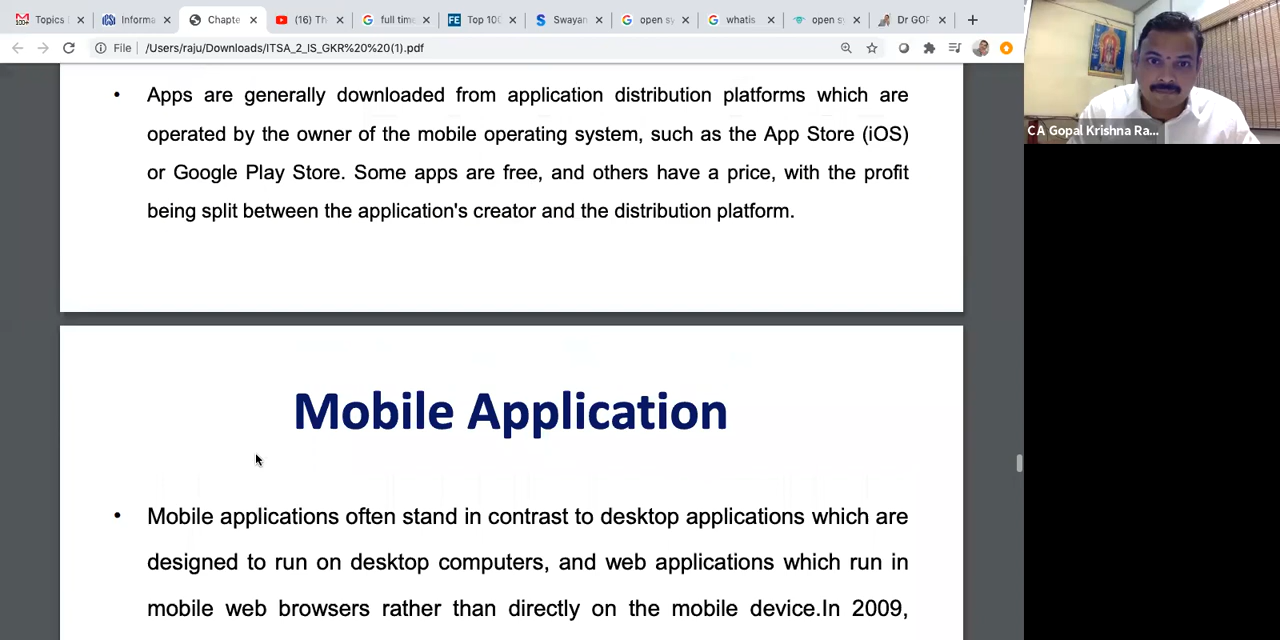 Topics
Informa
Chapte
(16) Th
full time
Top 100
Swayan
open sy
whatis
open sy
Dr GOP
File /Users/raju/Downloads/ITSA_2_IS_GKR%20%20(1).pdf
C A Gopal Krishna Ra...
• Apps are generally downloaded from application distribution platforms which are
operated by the owner of the mobile operating system, such as the App Store (iOS)
or Google Play Store. Some apps are free, and others have a price, with the profit
being split between the application's creator and the distribution platform.
Mobile Application
• Mobile applications often stand in contrast to desktop applications which are
designed to run on desktop computers, and web applications which run in
mobile web browsers rather than directly on the mobile device.In 2009,